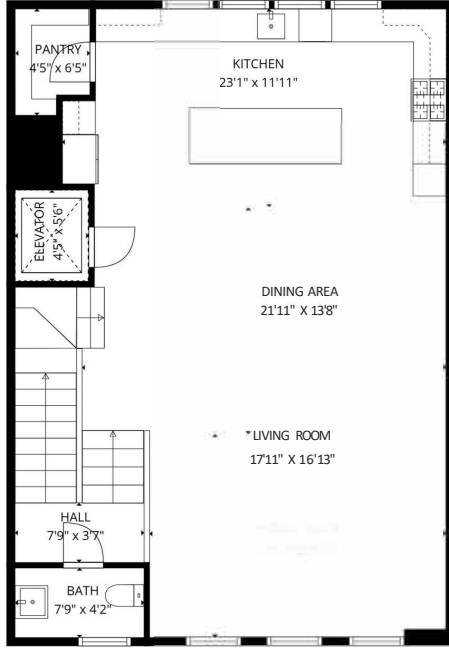 PANTRY
4'5" x 6'5"
KITCHEN
23'1" x 11'11"
ELEVATOR
4'5" x 5'6"
DINING AREA
21'11" X 13'8"
LIVING ROOM
17'11" X 16'13"
HALL
7'9" x 3'7"
BATH
7'9" x 4'2"